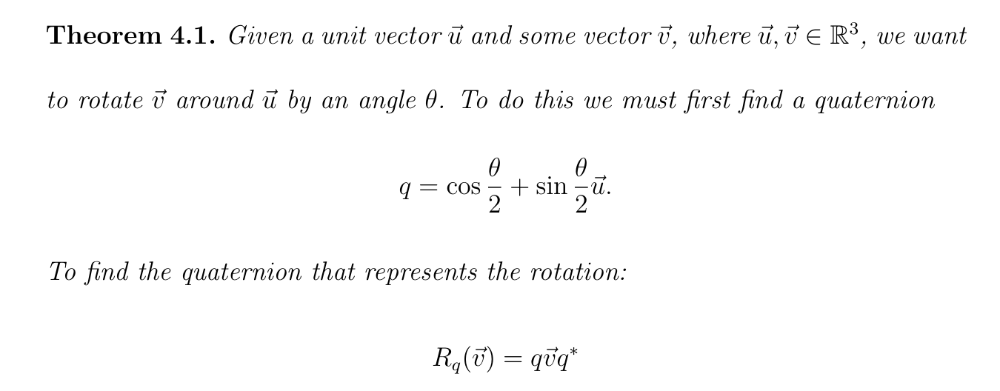 Theorem 4.1. Given a unit vector $\vec{u}$ and some vector $\vec{v}$, where $\vec{u}, \vec{v} \in \mathbb{R}^3$, we want
to rotate $\vec{v}$ around $\vec{u}$ by an angle $\theta$. To do this we must first find a quaternion
$q = \cos \frac{\theta}{2} + \sin \frac{\theta}{2} \vec{u}.$
To find the quaternion that represents the rotation:
$R_q(\vec{v}) = q\vec{v}q^*$